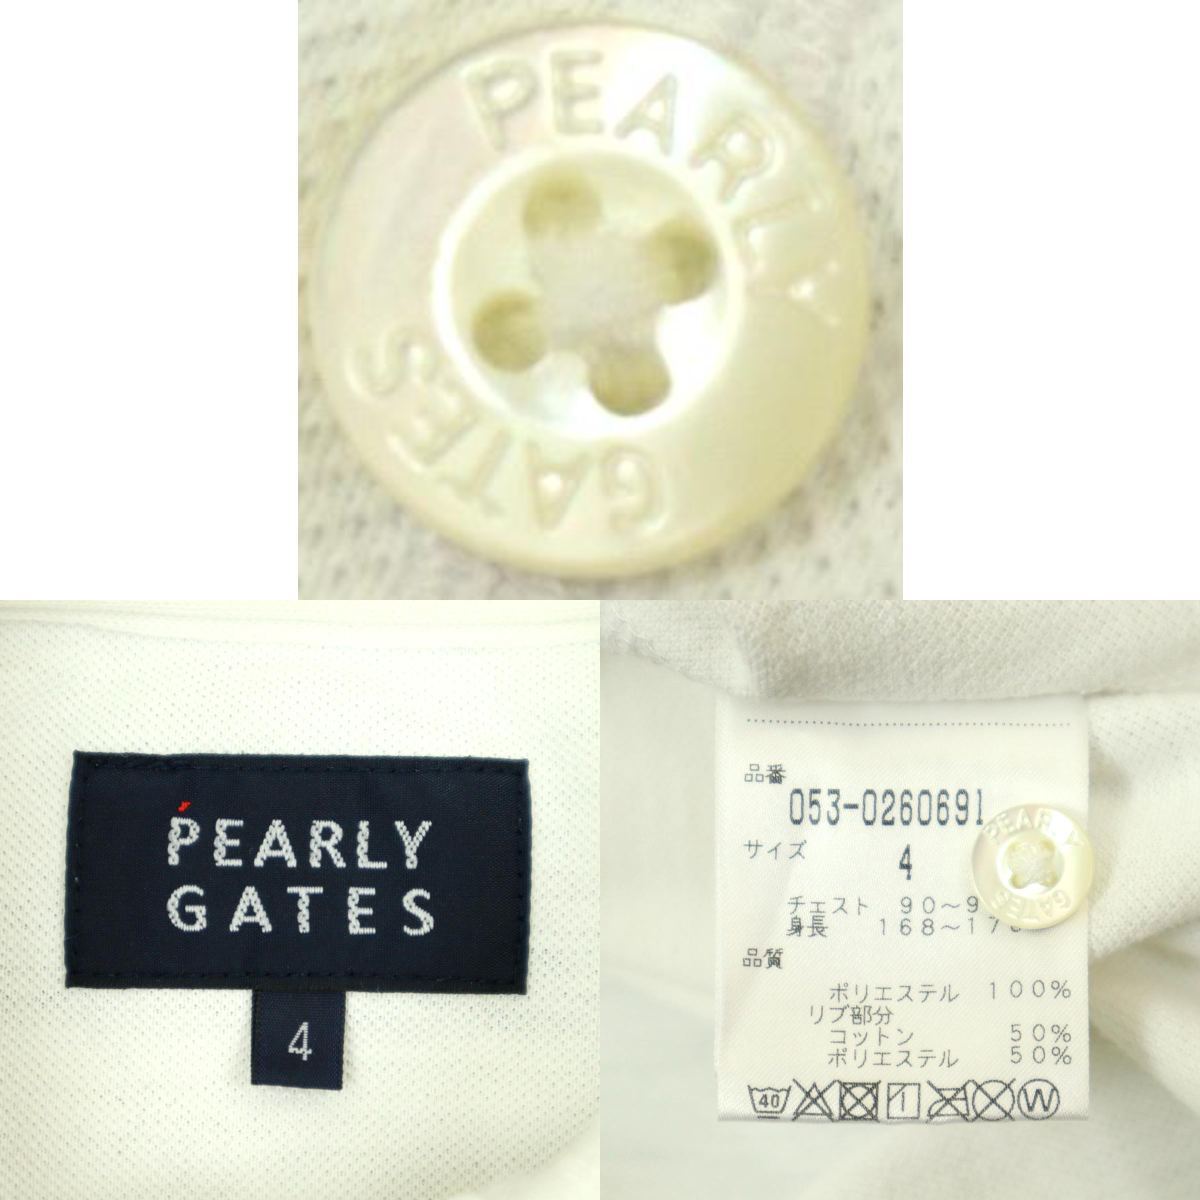 PEARLY
GATES
PEARLY
GATES
4
品番
053-0260691
サイズ 4
チェスト 90～9
身長 168～17
品質
ポリエステル 100%
リブ部分
コットン 50%
ポリエステル 50%
40 W
PEARLY
GATES